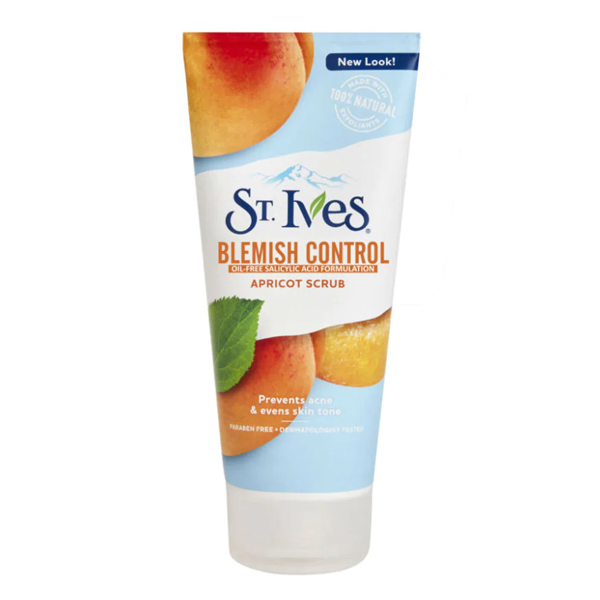 New Look!
MADE WITH
100% NATURAL
EXFOLIANTS
ST. IVES®
BLEMISH CONTROL
OIL-FREE SALICYLIC ACID FORMULATION
APRICOT SCRUB
Prevents acne
& evens skin tone
PARABEN FREE • DERMATOLOGIST TESTED